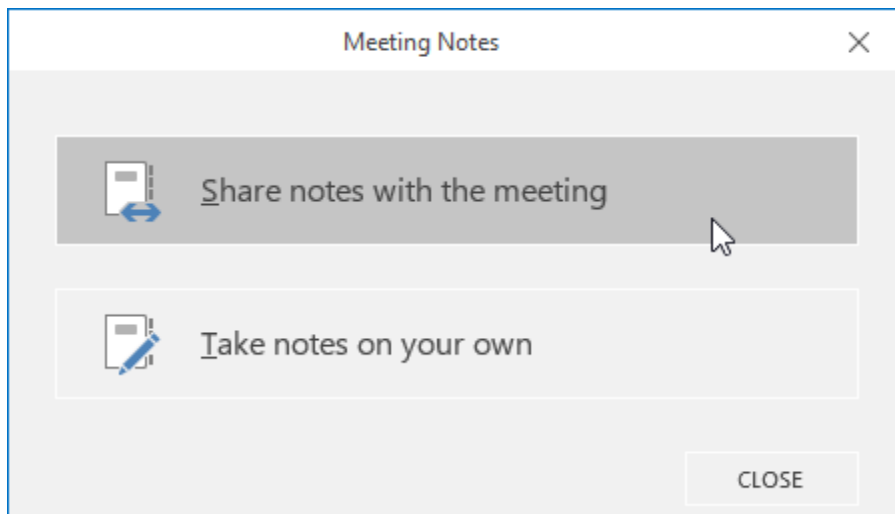 Meeting Notes
Share notes with the meeting
Take notes on your own
CLOSE